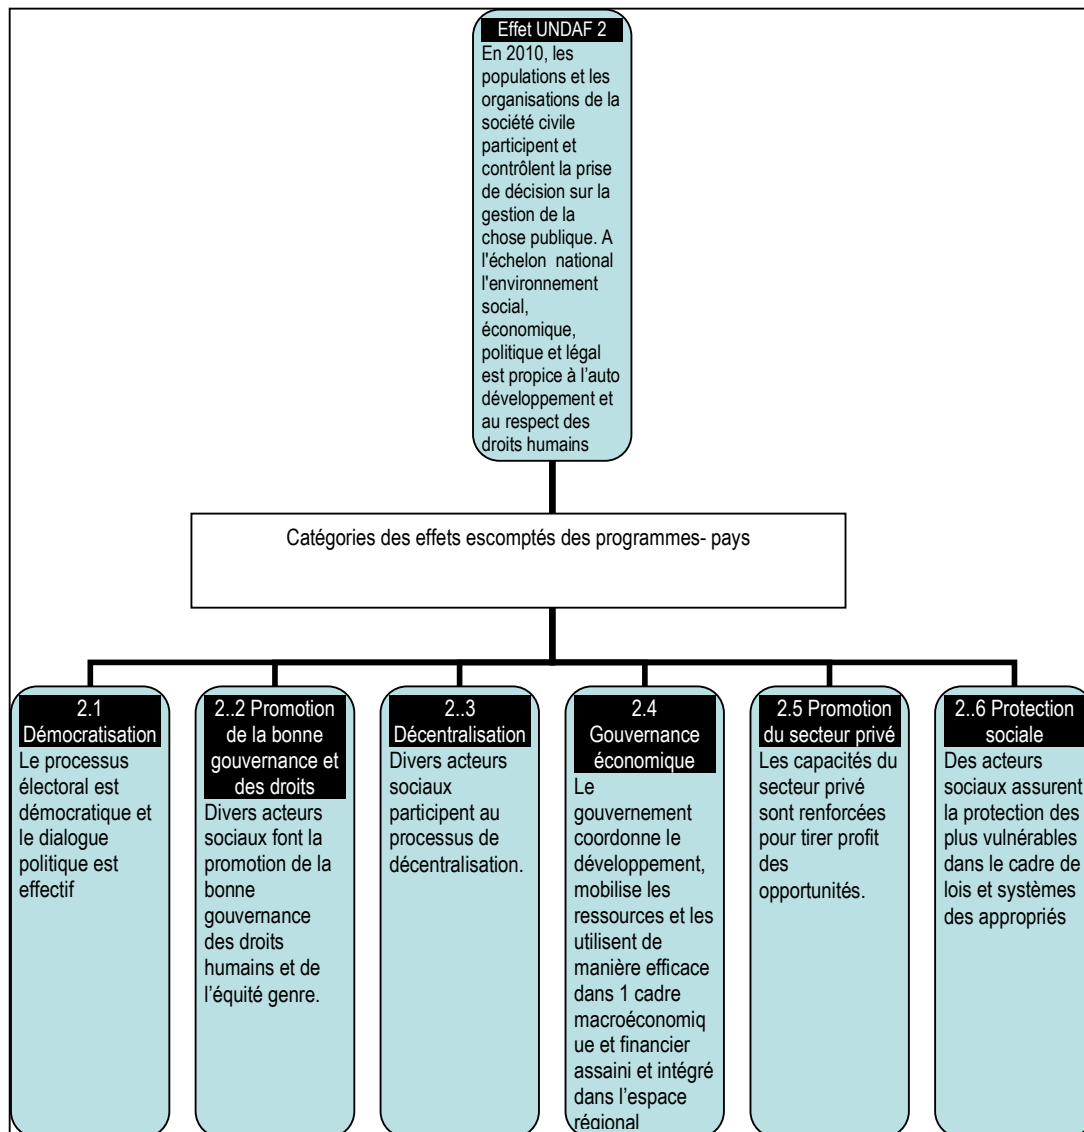 Effet UNDAF 2
En 2010, les
populations et les
organisations de la
société civile
participent et
contrôlent la prise
de décision sur la
gestion de la
chose publique. A
l'échelon national
l'environnement
social,
économique,
politique et légal
est propice à l’auto
développement et
au respect des
droits humains
Catégories des effets escomptés des programmes- pays
2.1
Démocratisation
Le processus
électoral est
démocratique et
le dialogue
politique est
effectif
2..2 Promotion
de la bonne
gouvernance et
des droits
Divers acteurs
sociaux font la
promotion de la
bonne
gouvernance
des droits
humains et de
l’équité genre.
2..3
Décentralisation
Divers acteurs
sociaux
participent au
processus de
décentralisation.
2.4
Gouvernance
économique
Le
gouvernement
coordonne le
développement,
mobilise les
ressources et les
utilisent de
manière efficace
dans 1 cadre
macroéconomiq
ue et financier
assaini et intégré
dans l’espace
régional
2.5 Promotion
du secteur privé
Les capacités du
secteur privé
sont renforcées
pour tirer profit
des
opportunités.
2..6 Protection
sociale
Des acteurs
sociaux assurent
la protection des
plus vulnérables
dans le cadre de
lois et systèmes
des appropriés